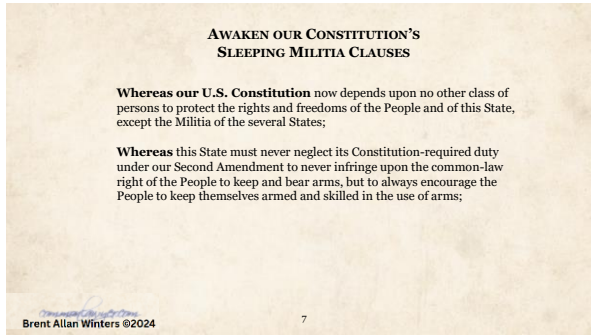 AWAKEN OUR CONSTITUTION'S
SLEEPING MILITIA CLAUSES
Whereas our U.S. Constitution now depends upon no other class of
persons to protect the rights and freedoms of the People and of this State,
except the Militia of the several States;
Whereas this State must never neglect its Constitution-required duty
under our Second Amendment to never infringe upon the common-law
right of the People to keep and bear arms, but to always encourage the
People to keep themselves armed and skilled in the use of arms;
commonlawyer.com
Brent Allan Winters ©2024
7